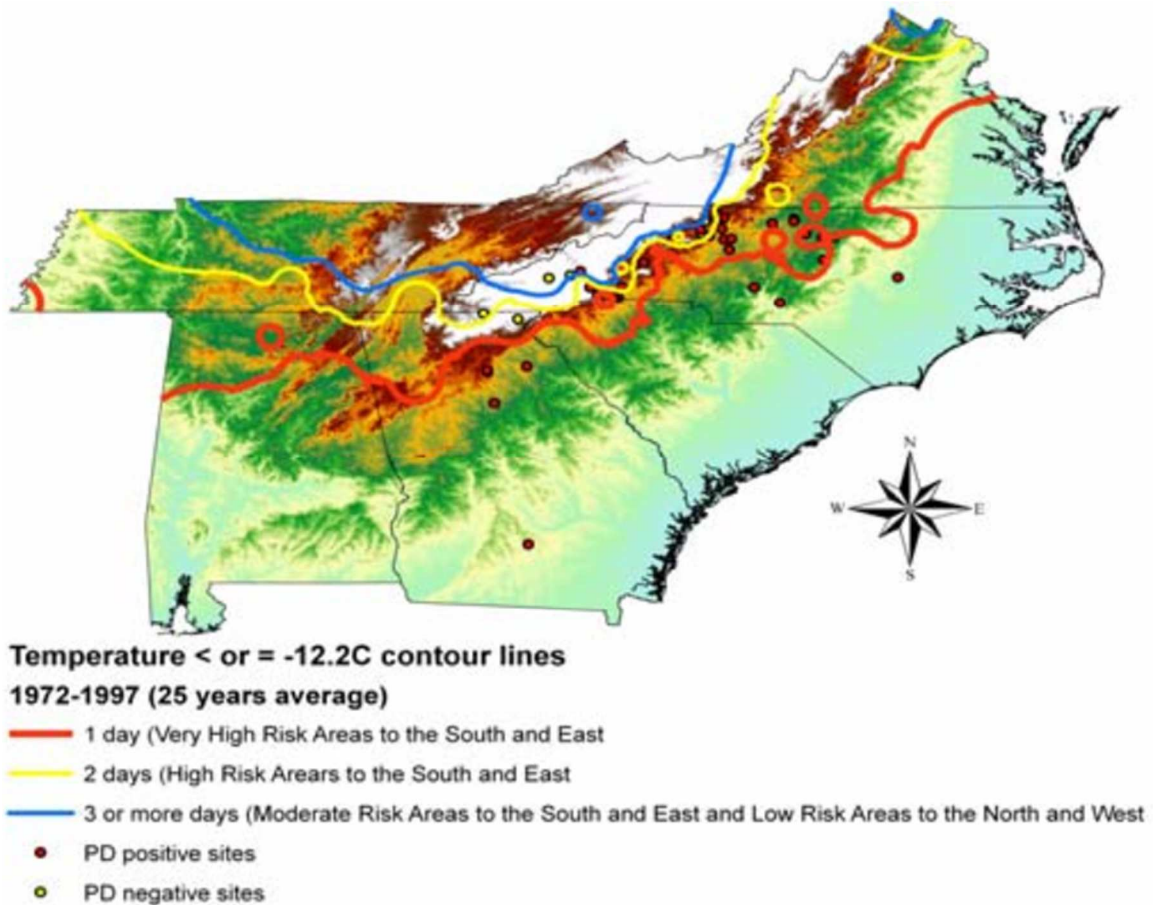 N
W E
S
Temperature < or = -12.2C contour lines
1972-1997 (25 years average)
1 day (Very High Risk Areas to the South and East
2 days (High Risk Arears to the South and East
3 or more days (Moderate Risk Areas to the South and East and Low Risk Areas to the North and West
PD positive sites
PD negative sites